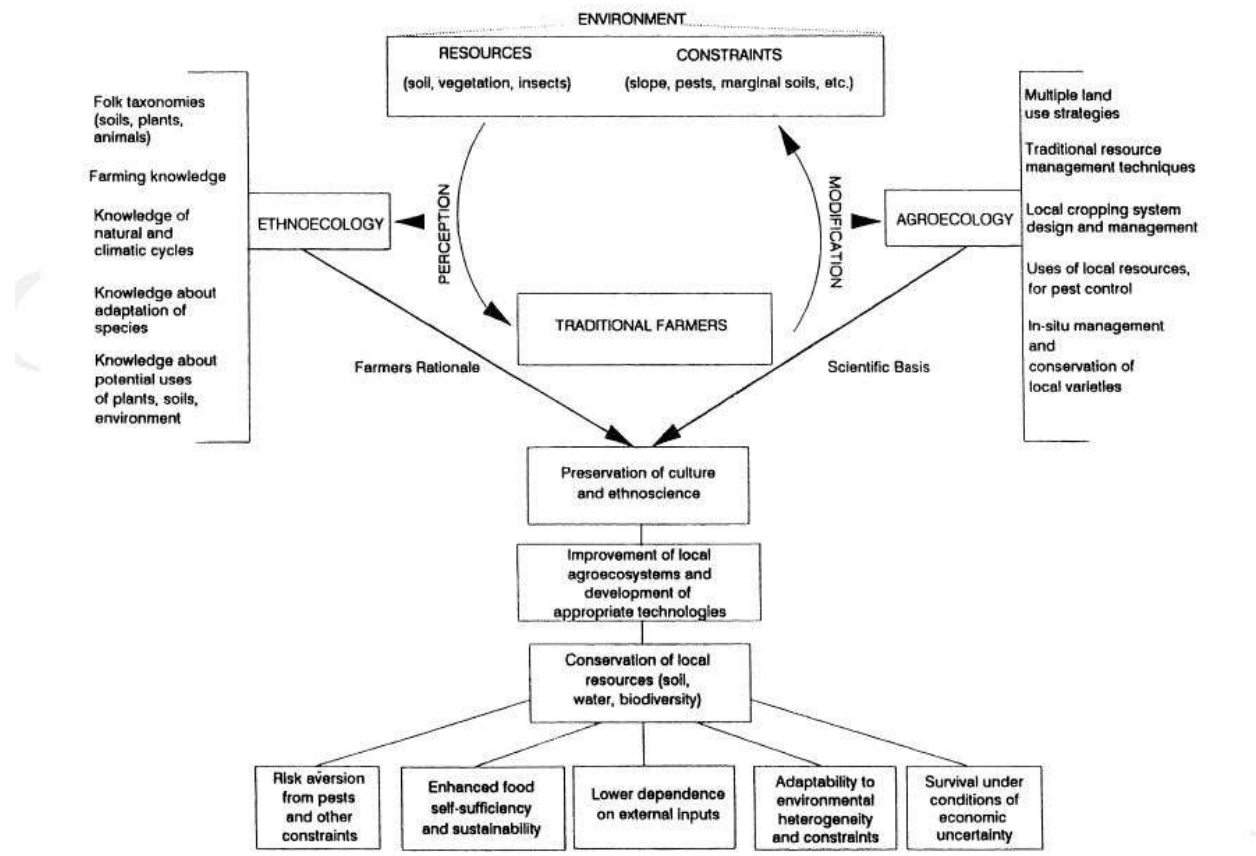 ENVIRONMENT
RESOURCES
(soil, vegetation, insects)
CONSTRAINTS
(slope, pests, marginal soils, etc.)
Folk taxonomies
(soils, plants,
animals)
Farming knowledge
Knowledge of
natural and
climatic cycles
Knowledge about
adaptation of
species
Knowledge about
potential uses
of plants, soils,
environment
ETHNOECOLOGY
PERCEPTION
TRADITIONAL FARMERS
MODIFICATION
AGROECOLOGY
Multiple land
use strategies
Traditional resource
management techniques
Local cropping system
design and management
Uses of local resources,
for pest control
In-situ management
and
conservation of
local varieties
Farmers Rationale
Scientific Basis
Preservation of culture
and ethnoscience
Improvement of local
agroecosystems and
development of
appropriate technologies
Conservation of local
resources (soil,
water, biodiversity)
Risk aversion
from pests
and other
constraints
Enhanced food
self-sufficiency
and sustainability
Lower dependence
on external inputs
Adaptability to
environmental
heterogeneity
and constraints
Survival under
conditions of
economic
uncertainty